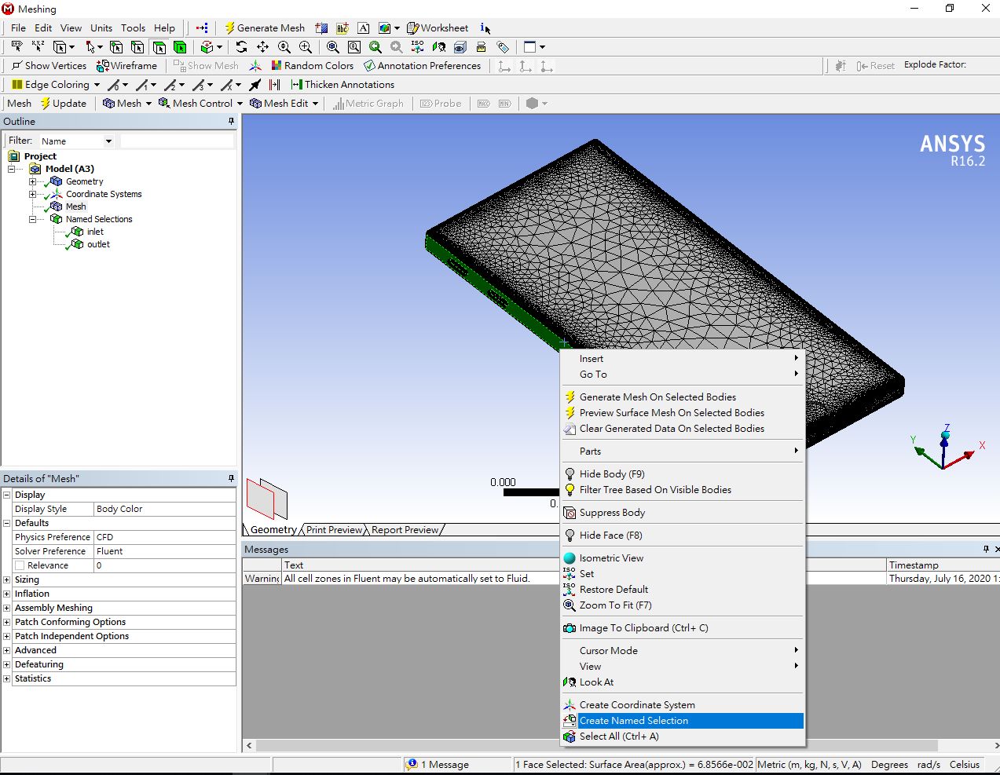 Meshing
File Edit View Units Tools Help Generate Mesh Worksheet
Show Vertices Wireframe Show Mesh Random Colors Annotation Preferences Reset Explode Factor:
Edge Coloring Thicken Annotations
Mesh Update Mesh Mesh Control Mesh Edit Metric Graph Probe
Outline
Filter: Name
Project
Model (A3)
Geometry
Coordinate Systems
Mesh
Named Selections
inlet
outlet
ANSYS
R16.2
Z
Y
X
0.000
0.
Insert
Go To
Generate Mesh On Selected Bodies
Preview Surface Mesh On Selected Bodies
Clear Generated Data On Selected Bodies
Parts
Hide Body (F9)
Filter Tree Based On Visible Bodies
Suppress Body
Hide Face (F8)
Isometric View
Set
Restore Default
Zoom To Fit (F7)
Image To Clipboard (Ctrl+ C)
Cursor Mode
View
Look At
Create Coordinate System
Create Named Selection
Select All (Ctrl+ A)
Details of "Mesh"
Display
Display Style Body Color
Defaults
Physics Preference CFD
Solver Preference Fluent
Relevance 0
Sizing
Inflation
Assembly Meshing
Patch Conforming Options
Patch Independent Options
Advanced
Defeaturing
Statistics
Geometry Print Preview Report Preview
Messages
Text Timestamp
Warning All cell zones in Fluent may be automatically set to Fluid. Thursday, July 16, 2020 1:
1 Message 1 Face Selected: Surface Area(approx.) = 6.8566e-002 Metric (m, kg, N, s, V, A) Degrees rad/s Celsius